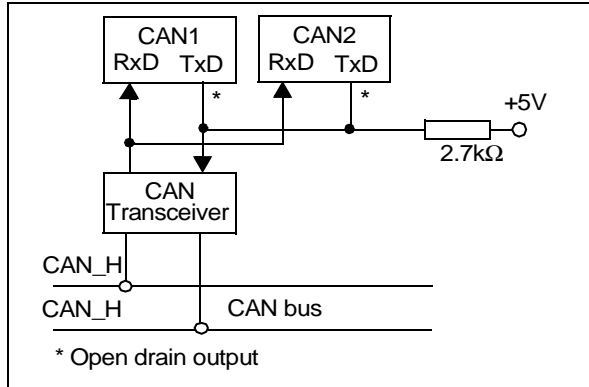 CAN1
RxD TxD
*
CAN2
RxD TxD
*
+5V
2.7kΩ
CAN
Transceiver
CAN_H
CAN_H
CAN bus
* Open drain output